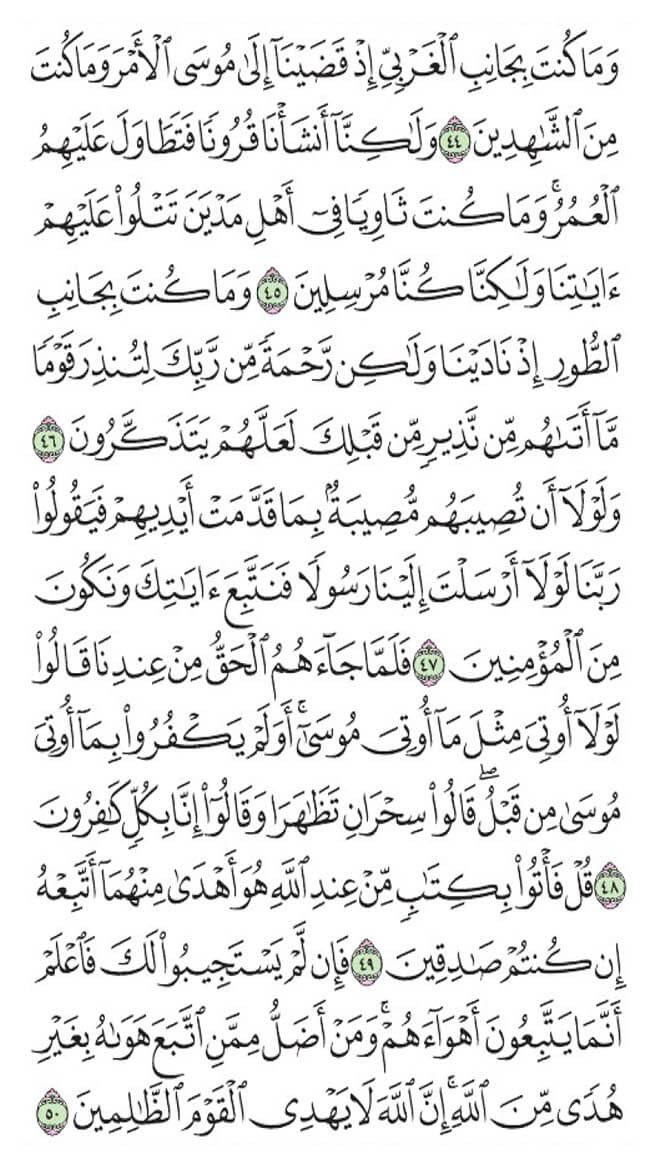 وَمَا كُنتَ بِجَانِبِ ٱلۡغَرۡبِيِّ إِذۡ قَضَيۡنَآ إِلَىٰ مُوسَى ٱلۡأَمۡرَ وَمَا كُنتَ
مِنَ ٱلشَّٰهِدِينَ ٤٤ وَلَٰكِنَّآ أَنشَأۡنَا قُرُونٗا فَتَطَاوَلَ عَلَيۡهِمُ
ٱلۡعُمُرُۚ وَمَا كُنتَ ثَاوِيٗا فِيٓ أَهۡلِ مَدۡيَنَ تَتۡلُواْ عَلَيۡهِمۡ
ءَايَٰتِنَا وَلَٰكِنَّا كُنَّا مُرۡسِلِينَ ٤٥ وَمَا كُنتَ بِجَانِبِ
ٱلطُّورِ إِذۡ نَادَيۡنَا وَلَٰكِن رَّحۡمَةٗ مِّن رَّبِّكَ لِتُنذِرَ قَوۡمٗا
مَّآ أَتَىٰهُم مِّن نَّذِيرٖ مِّن قَبۡلِكَ لَعَلَّهُمۡ يَتَذَكَّرُونَ ٤٦
وَلَوۡلَآ أَن تُصِيبَهُم مُّصِيبَةُۢ بِمَا قَدَّمَتۡ أَيۡدِيهِمۡ فَيَقُولُواْ
رَبَّنَا لَوۡلَآ أَرۡسَلۡتَ إِلَيۡنَا رَسُولٗا فَنَتَّبِعَ ءَايَٰتِكَ وَنَكُونَ
مِنَ ٱلۡمُؤۡمِنِينَ ٤٧ فَلَمَّا جَآءَهُمُ ٱلۡحَقُّ مِنۡ عِندِنَا قَالُواْ
لَوۡلَآ أُوتِيَ مِثۡلَ مَآ أُوتِيَ مُوسَىٰٓۚ أَوَلَمۡ يَكۡفُرُواْ بِمَآ أُوتِيَ
مُوسَىٰ مِن قَبۡلُۖ قَالُواْ سِحۡرَانِ تَظَٰهَرَا وَقَالُوٓاْ إِنَّا بِكُلّٖ كَٰفِرُونَ
٤٨ قُلۡ فَأۡتُواْ بِكِتَٰبٖ مِّنۡ عِندِ ٱللَّهِ هُوَ أَهۡدَىٰ مِنۡهُمَآ أَتَّبِعۡهُ
إِن كُنتُمۡ صَٰدِقِينَ ٤٩ فَإِن لَّمۡ يَسۡتَجِيبُواْ لَكَ فَٱعۡلَمۡ
أَنَّمَا يَتَّبِعُونَ أَهۡوَآءَهُمۡۚ وَمَنۡ أَضَلُّ مِمَّنِ ٱتَّبَعَ هَوَىٰهُ بِغَيۡرِ
هُدٗى مِّنَ ٱللَّهِۚ إِنَّ ٱللَّهَ لَا يَهۡدِي ٱلۡقَوۡمَ ٱلظَّٰلِمِينَ ٥٠